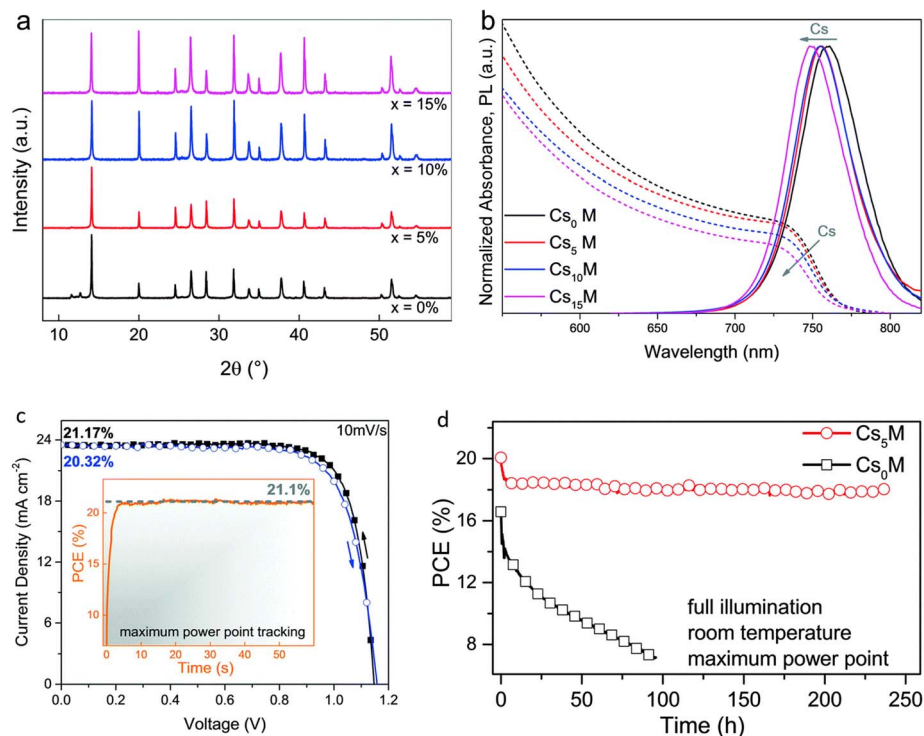 a
Intensity (a.u.)
x = 15%
x = 10%
x = 5%
x = 0%
10 20 30 40 50
2θ (°)
b
Normalized Absorbance, PL (a.u.)
Cs
Cs₀ M
Cs₅ M
Cs₁₀M
Cs₁₅M
Cs
600 650 700 750 800
Wavelength (nm)
c
Current Density (mA cm⁻²)
24
18
12
6
0
21.17%
20.32%
10mV/s
21.1%
PCE (%)
20
15
10
maximum power point tracking
0 10 20 30 40 50
Time (s)
0.0 0.2 0.4 0.6 0.8 1.0 1.2
Voltage (V)
d
PCE (%)
20
16
12
8
Cs₅M
Cs₀M
full illumination
room temperature
maximum power point
0 25 50 75 100 125 150 175 200 225 250
Time (h)